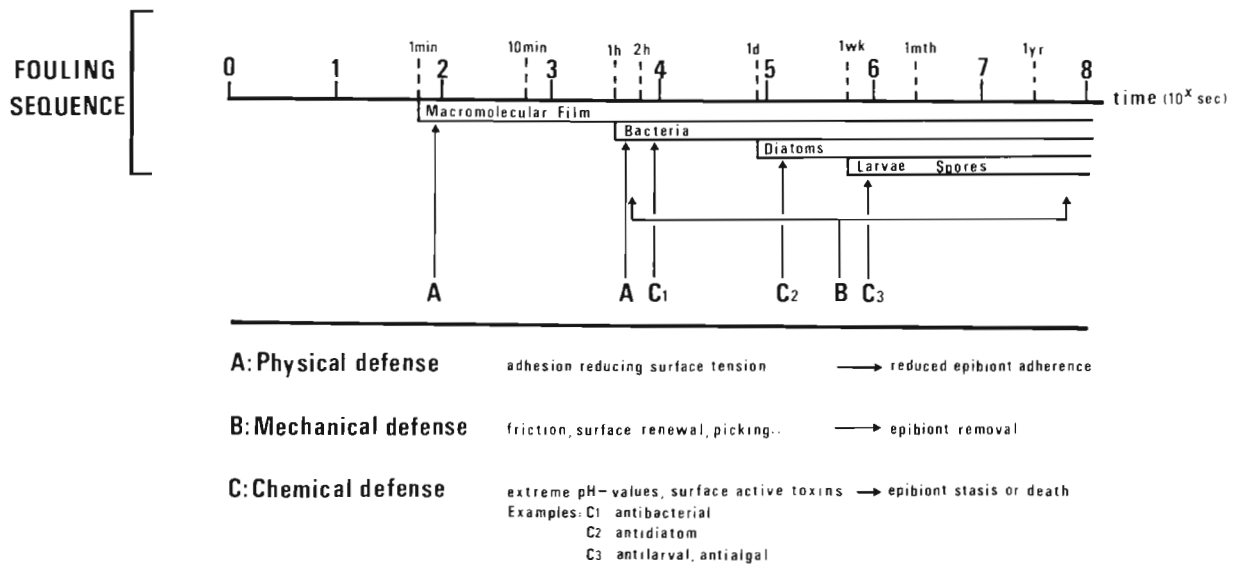 FOULING
SEQUENCE
1min 10min 1h 2h 1d 1wk 1mth 1yr
0 1 2 3 4 5 6 7 8
time (10^x sec)
Macromolecular Film
Bacteria
Diatoms
Larvae Spores
A A C1 C2 B C3
A: Physical defense adhesion reducing surface tension → reduced epibiont adherence
B: Mechanical defense friction, surface renewal, picking.. → epibiont removal
C: Chemical defense extreme pH-values, surface active toxins → epibiont stasis or death
Examples: C1 antibacterial
C2 antidiatom
C3 antilarval, antialgal